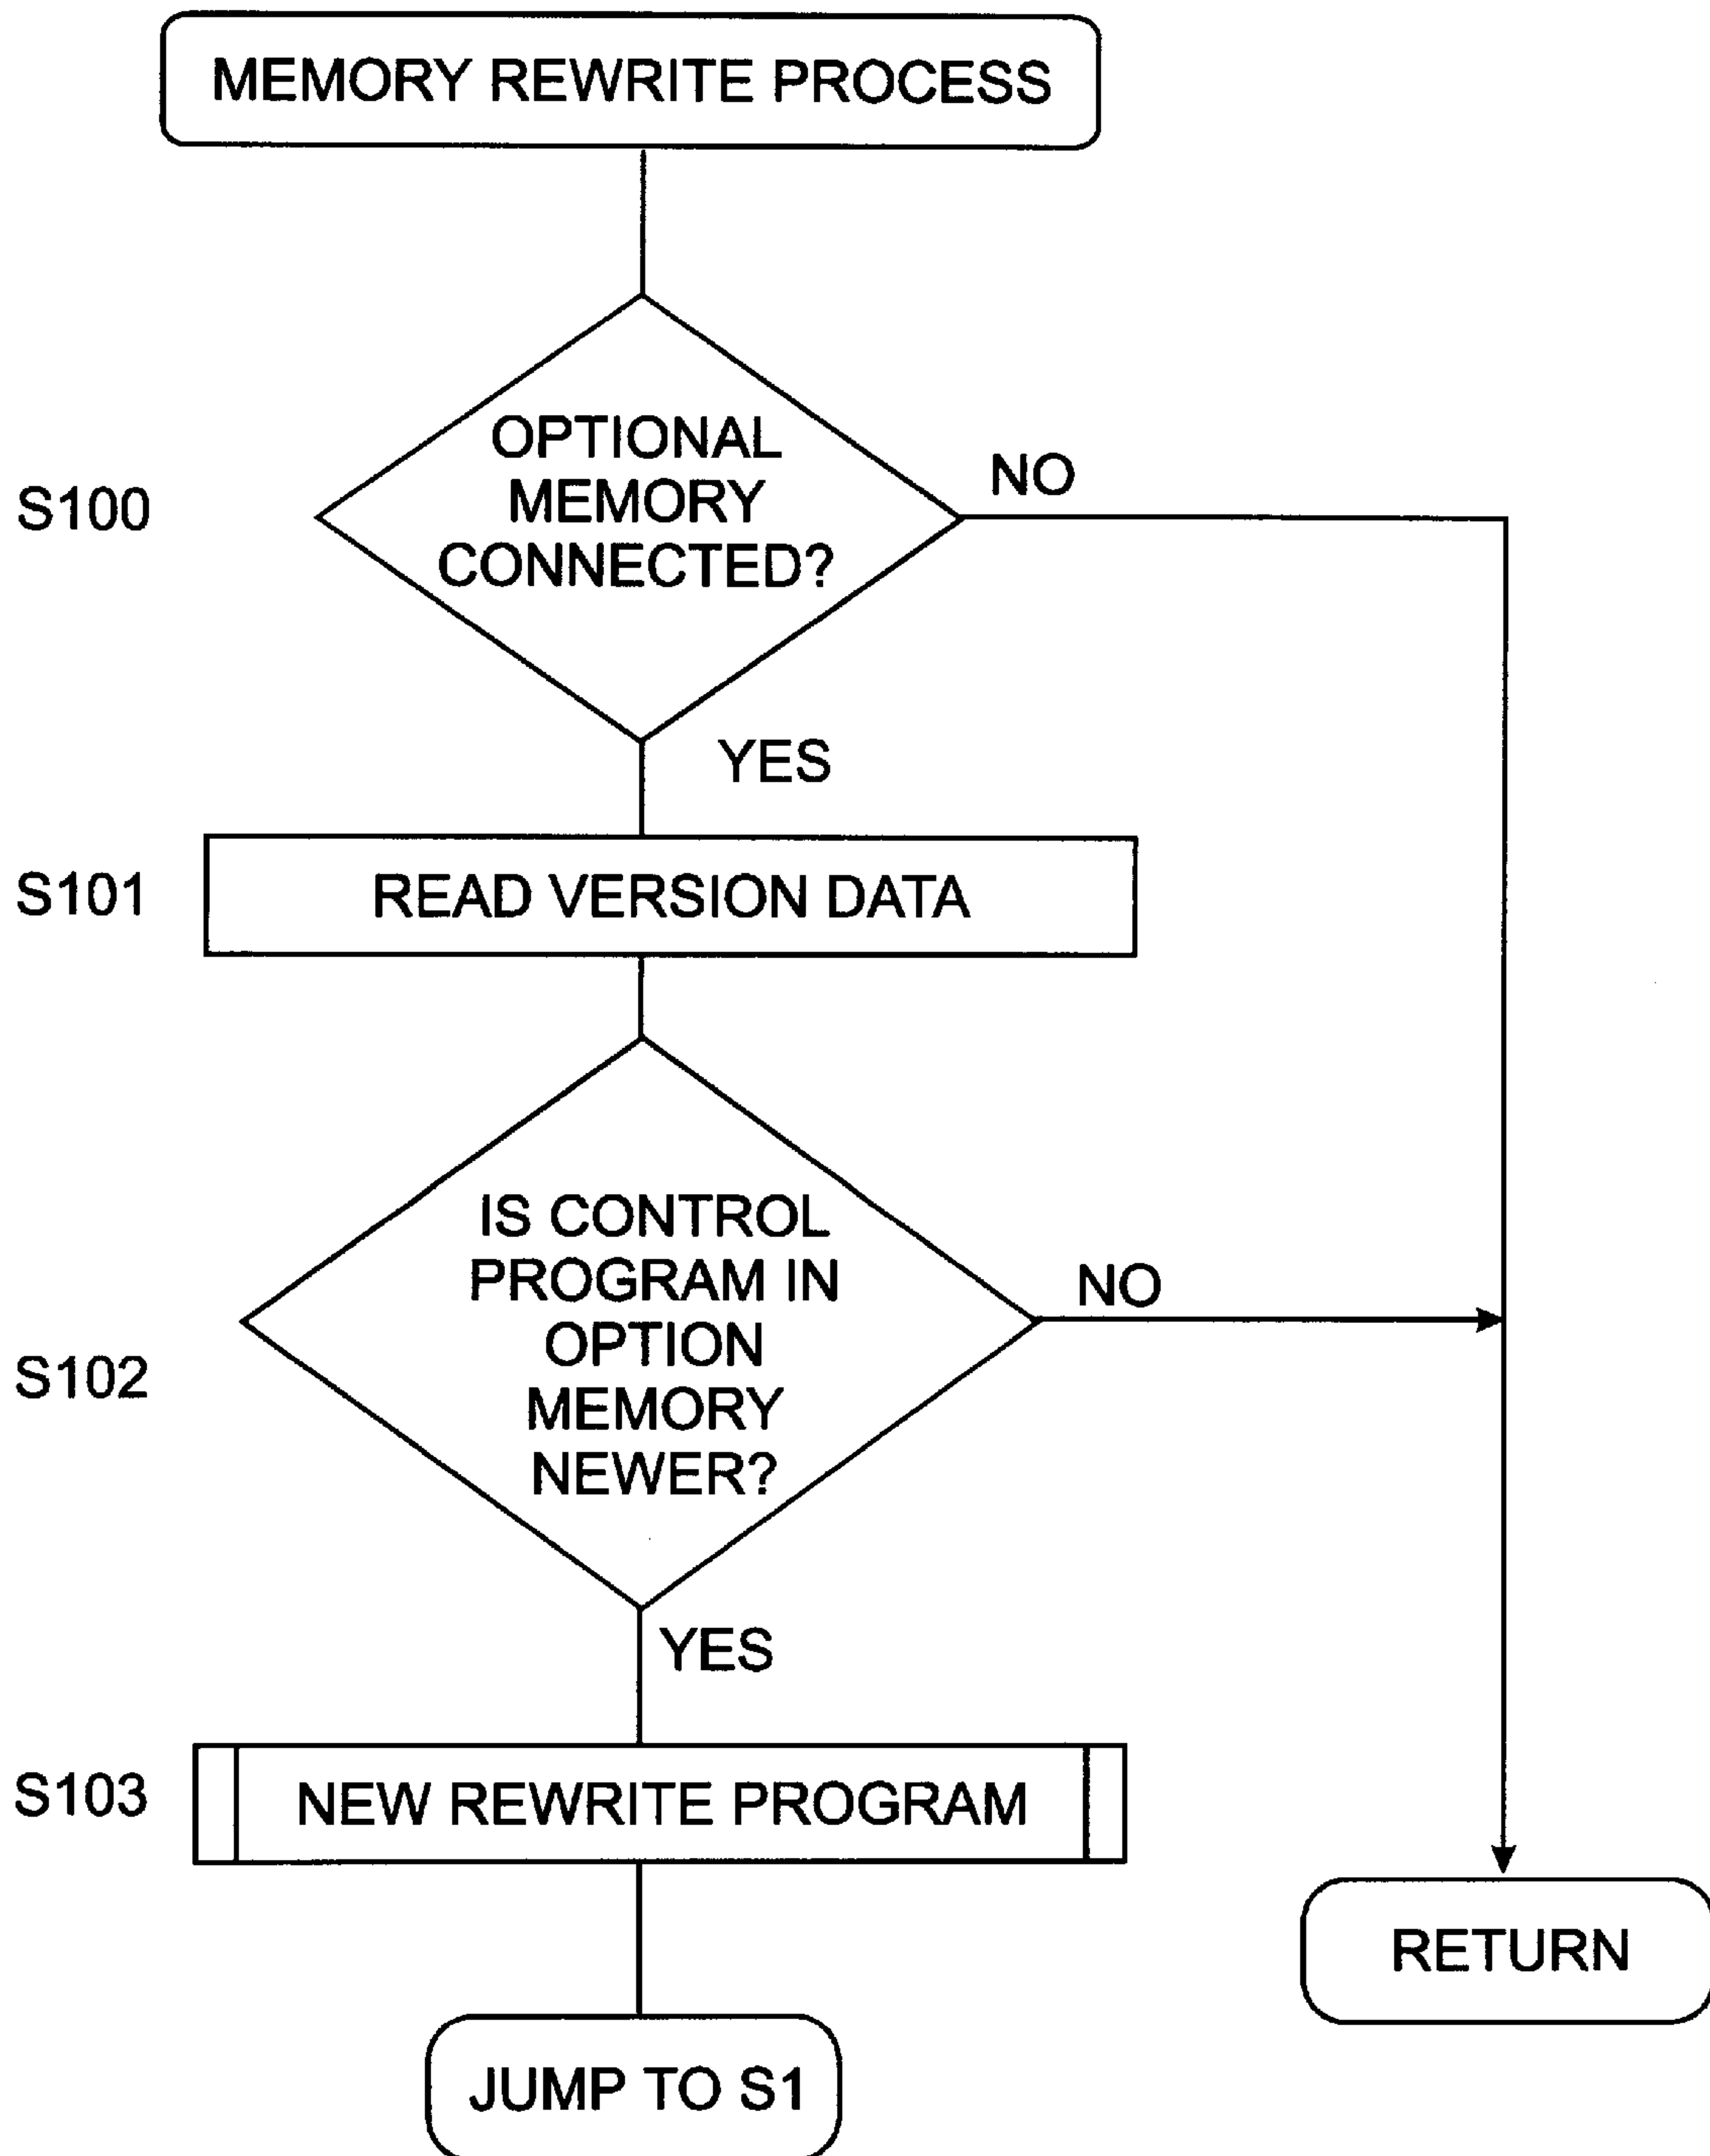 MEMORY REWRITE PROCESS
S100
OPTIONAL
MEMORY
CONNECTED?
NO
YES
S101
READ VERSION DATA
S102
IS CONTROL
PROGRAM IN
OPTION
MEMORY
NEWER?
NO
YES
S103
NEW REWRITE PROGRAM
RETURN
JUMP TO S1